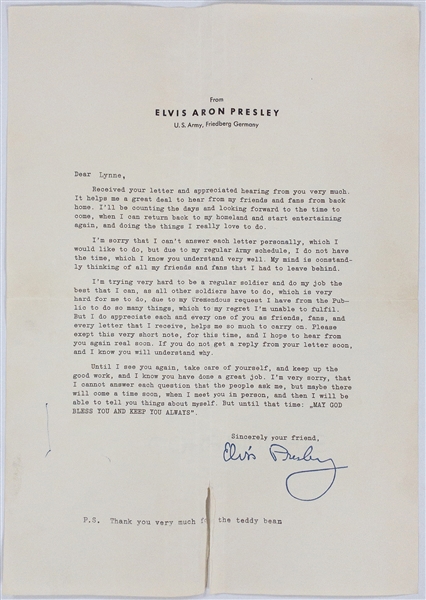 From
ELVIS ARON PRESLEY
U.S. Army, Friedberg Germany
Dear Lynne,
Received your letter and appreciated hearing from you very much.
It helps me a great deal to hear from my friends and fans from back
home. I'll be counting the days and looking forward to the time to
come, when I can return back to my homeland and start entertaining
again, and doing the things I really love to do.
I'm sorry that I can't answer each letter personally, which I
would like to do, but due to my regular Army schedule, I do not have
the time, which I know you understand very well. My mind is constand-
ly thinking of all my friends and fans that I had to leave behind.
I'm trying very hard to be a regular soldier and do my job the
best that I can, as all other soldiers have to do, which is very
hard for me to do, due to my tremendous request I have from the Pub-
lic to do so many things, which to my regret I'm unable to fulfil.
But I do appreciate each and every one of you as friends, fans, and
every letter that I receive, helps me so much to carry on. Please
exept this very short note, for this time, and I hope to hear from
you again real soon. If you do not get a reply from your letter soon,
and I know you will understand why.
Until I see you again, take care of yourself, and keep up the
good work, and I know you have done a great job. I'm very sorry, that
I cannot answer each question that the people ask me, but maybe there
will come a time soon, when I meet you in person, and then I will be
able to tell you things about myself. But until that time: „MAY GOD
BLESS YOU AND KEEP YOU ALWAYS".
Sincerely your friend,
Elvis Presley
P.S. Thank you very much the teddy bear